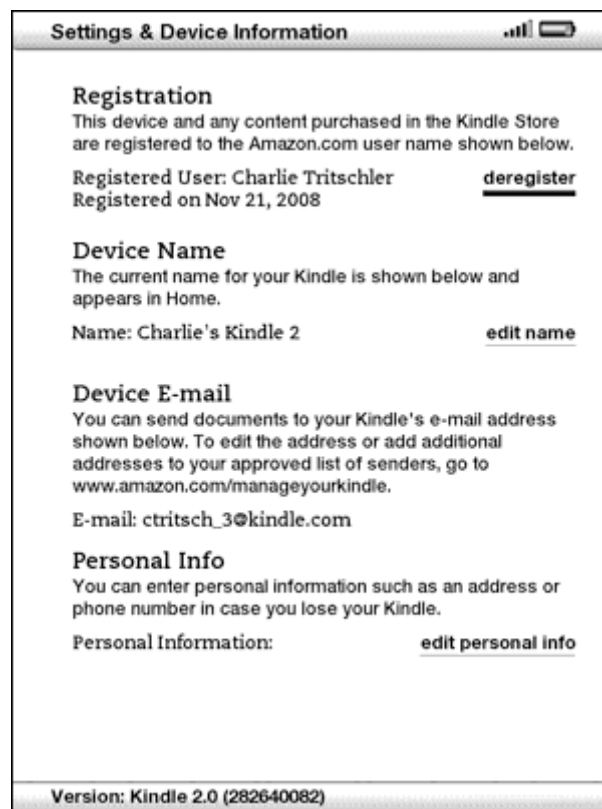 Settings & Device Information
Registration
This device and any content purchased in the Kindle Store
are registered to the Amazon.com user name shown below.
Registered User: Charlie Tritschler
deregister
Registered on Nov 21, 2008
Device Name
The current name for your Kindle is shown below and
appears in Home.
Name: Charlie's Kindle 2
edit name
Device E-mail
You can send documents to your Kindle's e-mail address
shown below. To edit the address or add additional
addresses to your approved list of senders, go to
www.amazon.com/manageyourkindle.
E-mail: ctritsch_3@kindle.com
Personal Info
You can enter personal information such as an address or
phone number in case you lose your Kindle.
Personal Information:
edit personal info
Version: Kindle 2.0 (282640082)